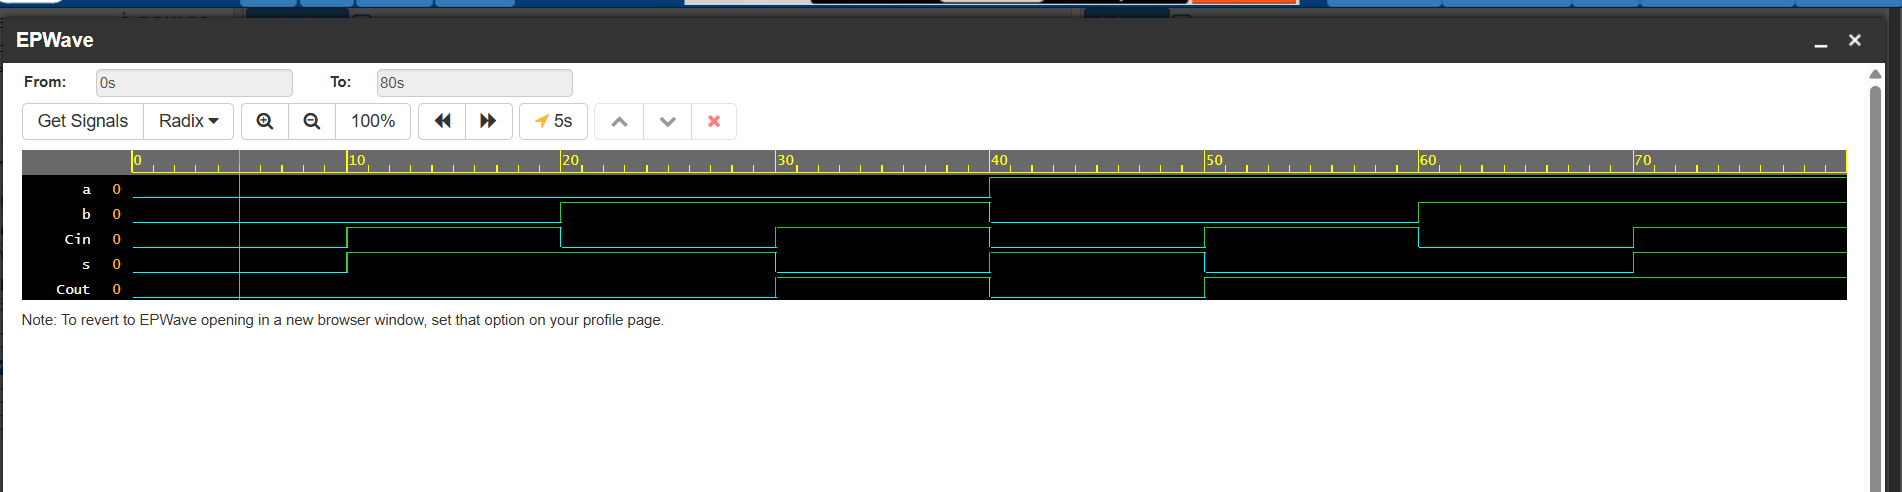 EPWave
From: 0s To: 80s
Get Signals Radix 100% 5s
0 10 20 30 40 50 60 70
a 0
b 0
Cin 0
s 0
Cout 0
Note: To revert to EPWave opening in a new browser window, set that option on your profile page.